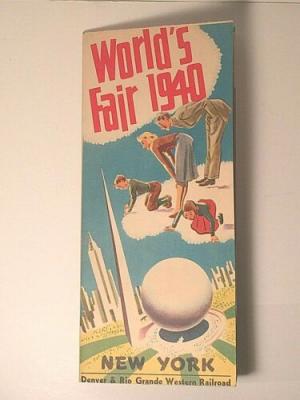 World's
Fair 1940
NEW YORK
Denver & Rio Grande Western Railroad